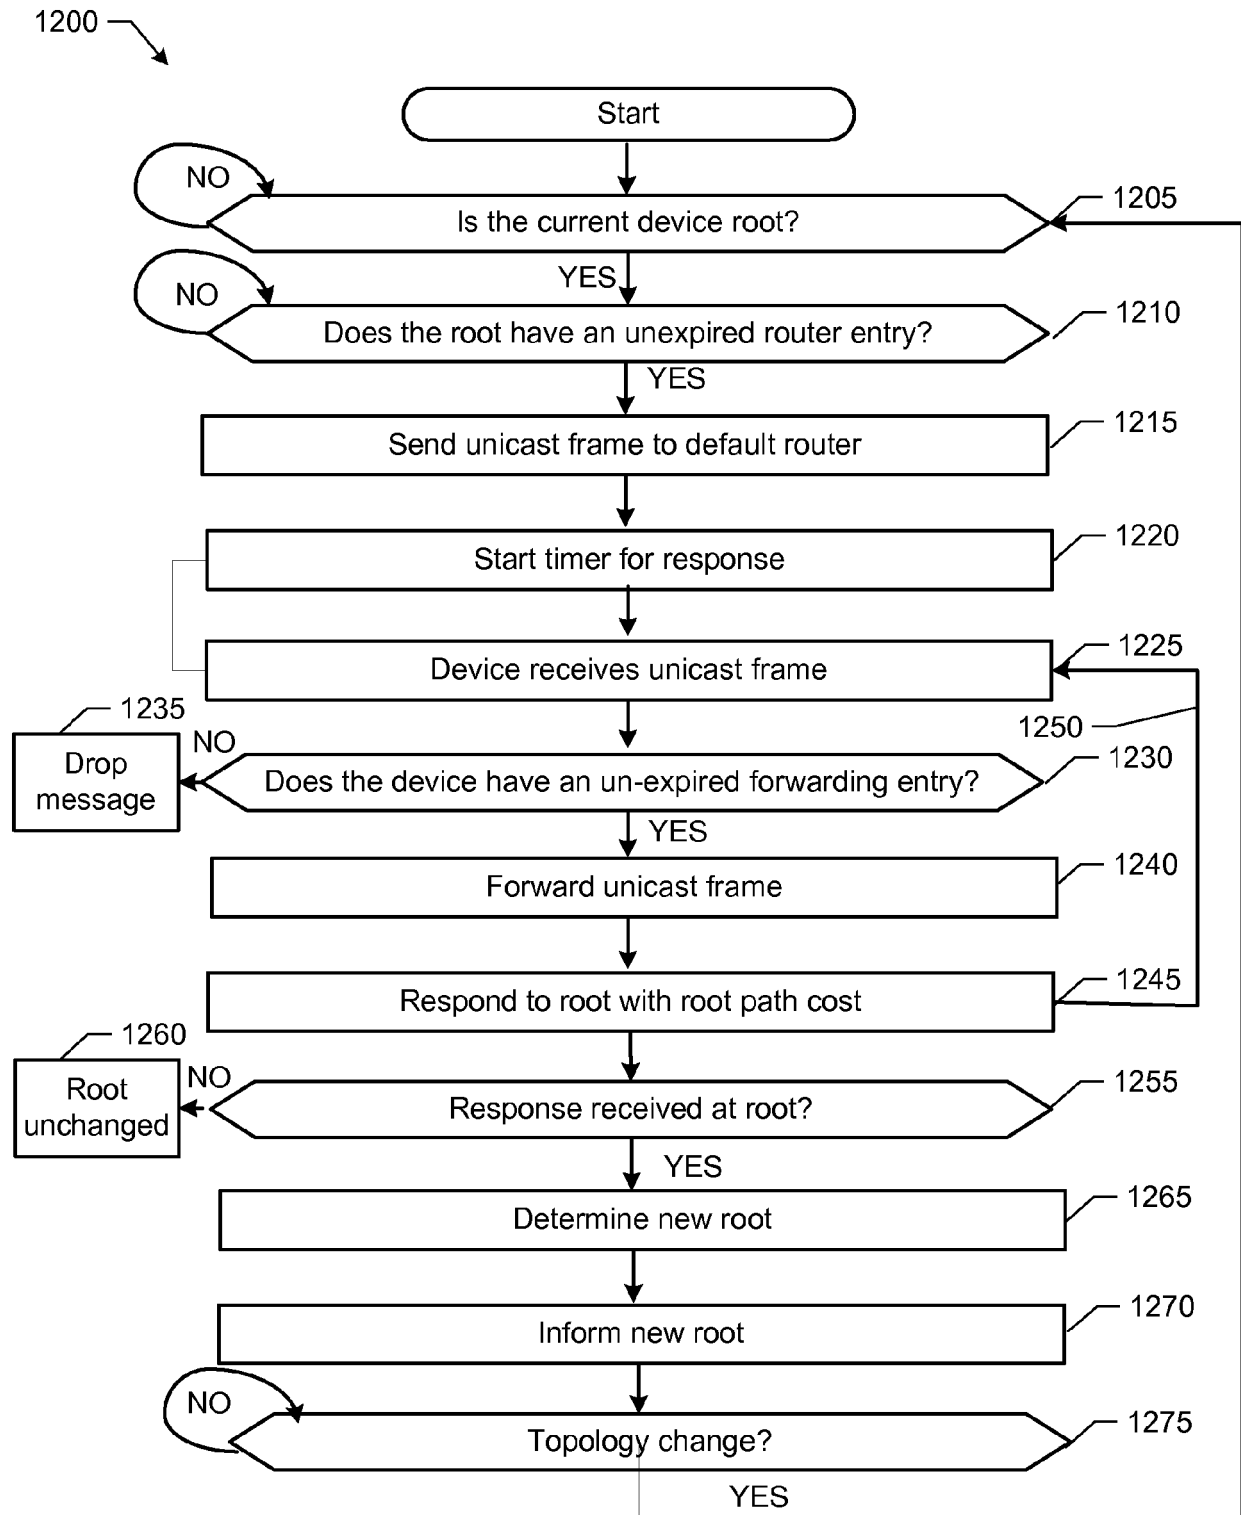 1200
Start
NO
1205
Is the current device root?
YES
NO
1210
Does the root have an unexpired router entry?
YES
1215
Send unicast frame to default router
1220
Start timer for response
1225
Device receives unicast frame
1235
1250
NO
1230
Drop
message
Does the device have an un-expired forwarding entry?
YES
1240
Forward unicast frame
1245
Respond to root with root path cost
1260
NO
1255
Root
unchanged
Response received at root?
YES
1265
Determine new root
1270
Inform new root
NO
1275
Topology change?
YES